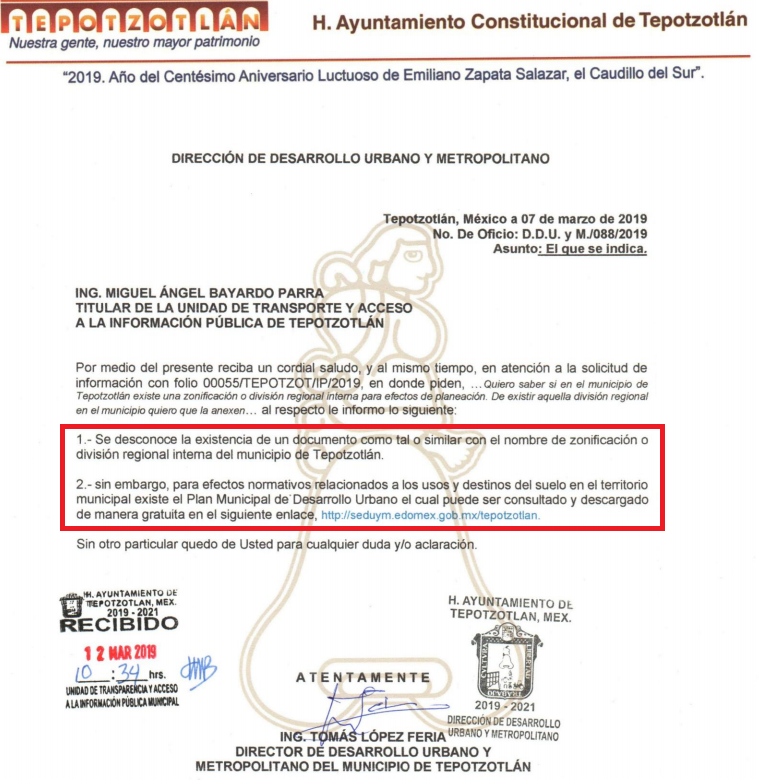 TEPOTZOTLÁN
Nuestra gente, nuestro mayor patrimonio
H. Ayuntamiento Constitucional de Tepotzotlán
"2019. Año del Centésimo Aniversario Luctuoso de Emiliano Zapata Salazar, el Caudillo del Sur".
DIRECCIÓN DE DESARROLLO URBANO Y METROPOLITANO
Tepotzotlán, México a 07 de marzo de 2019
No. De Oficio: D.D.U. y M./088/2019
Asunto: El que se indica.
ING. MIGUEL ÁNGEL BAYARDO PARRA
TITULAR DE LA UNIDAD DE TRANSPORTE Y ACCESO
A LA INFORMACIÓN PÚBLICA DE TEPOTZOTLÁN
Por medio del presente reciba un cordial saludo, y al mismo tiempo, en atención a la solicitud de
información con folio 00055/TEPOTZOT/IP/2019, en donde piden, …Quiero saber si en el municipio de
Tepotzotlán existe una zonificación o división regional interna para efectos de planeación. De existir aquella división regional
en el municipio quiero que la anexen… al respecto le informo lo siguiente:
1.- Se desconoce la existencia de un documento como tal o similar con el nombre de zonificación o
división regional interna del municipio de Tepotzotlán.
2.- sin embargo, para efectos normativos relacionados a los usos y destinos del suelo en el territorio
municipal existe el Plan Municipal de Desarrollo Urbano el cual puede ser consultado y descargado
de manera gratuita en el siguiente enlace, http://seduym.edomex.gob.mx/tepotzotlan.
Sin otro particular quedo de Usted para cualquier duda y/o aclaración.
H. AYUNTAMIENTO DE
TEPOTZOTLAN, MEX.
2019 - 2021
RECIBIDO
12 MAR 2019
10:34 hrs.
UNIDAD DE TRANSPARENCIA Y ACCESO
A LA INFORMACIÓN PÚBLICA MUNICIPAL
H. AYUNTAMIENTO DE
TEPOTZOTLAN, MEX.
2019 - 2021
DIRECCIÓN DE DESARROLLO
URBANO Y METROPOLITANO
ATENTAMENTE
ING. TOMÁS LÓPEZ FERIA
DIRECTOR DE DESARROLLO URBANO Y
METROPOLITANO DEL MUNICIPIO DE TEPOTZOTLÁN